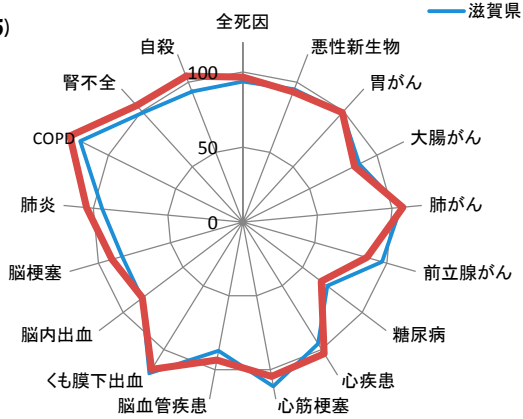 5)
滋賀県
全死因
悪性新生物
胃がん
大腸がん
肺がん
前立腺がん
糖尿病
心疾患
心筋梗塞
脳血管疾患
くも膜下出血
脳内出血
脳梗塞
肺炎
COPD
腎不全
自殺
100
50
0